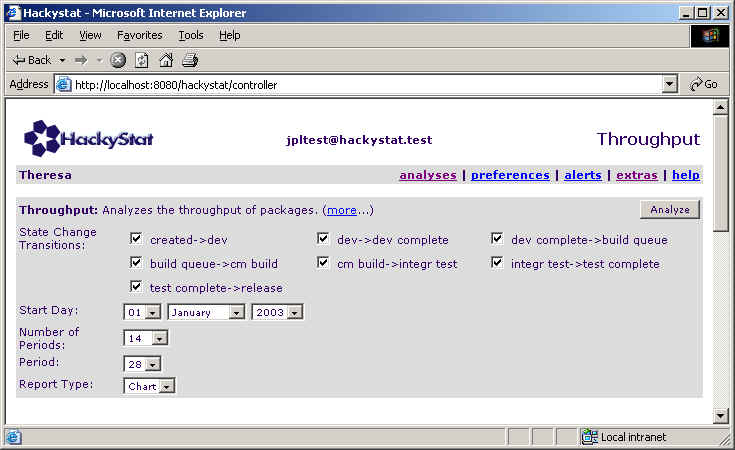 Hackystat - Microsoft Internet Explorer
File Edit View Favorites Tools Help
Back
Address http://localhost:8080/hackystat/controller Go
HackyStat jpltest@hackystat.test Throughput
Theresa analyses | preferences | alerts | extras | help
Throughput: Analyzes the throughput of packages. (more...) Analyze
State Change Transitions: created->dev dev->dev complete dev complete->build queue
build queue->cm build cm build->integr test integr test->test complete
test complete->release
Start Day: 01 January 2003
Number of Periods: 14
Period: 28
Report Type: Chart
Local intranet